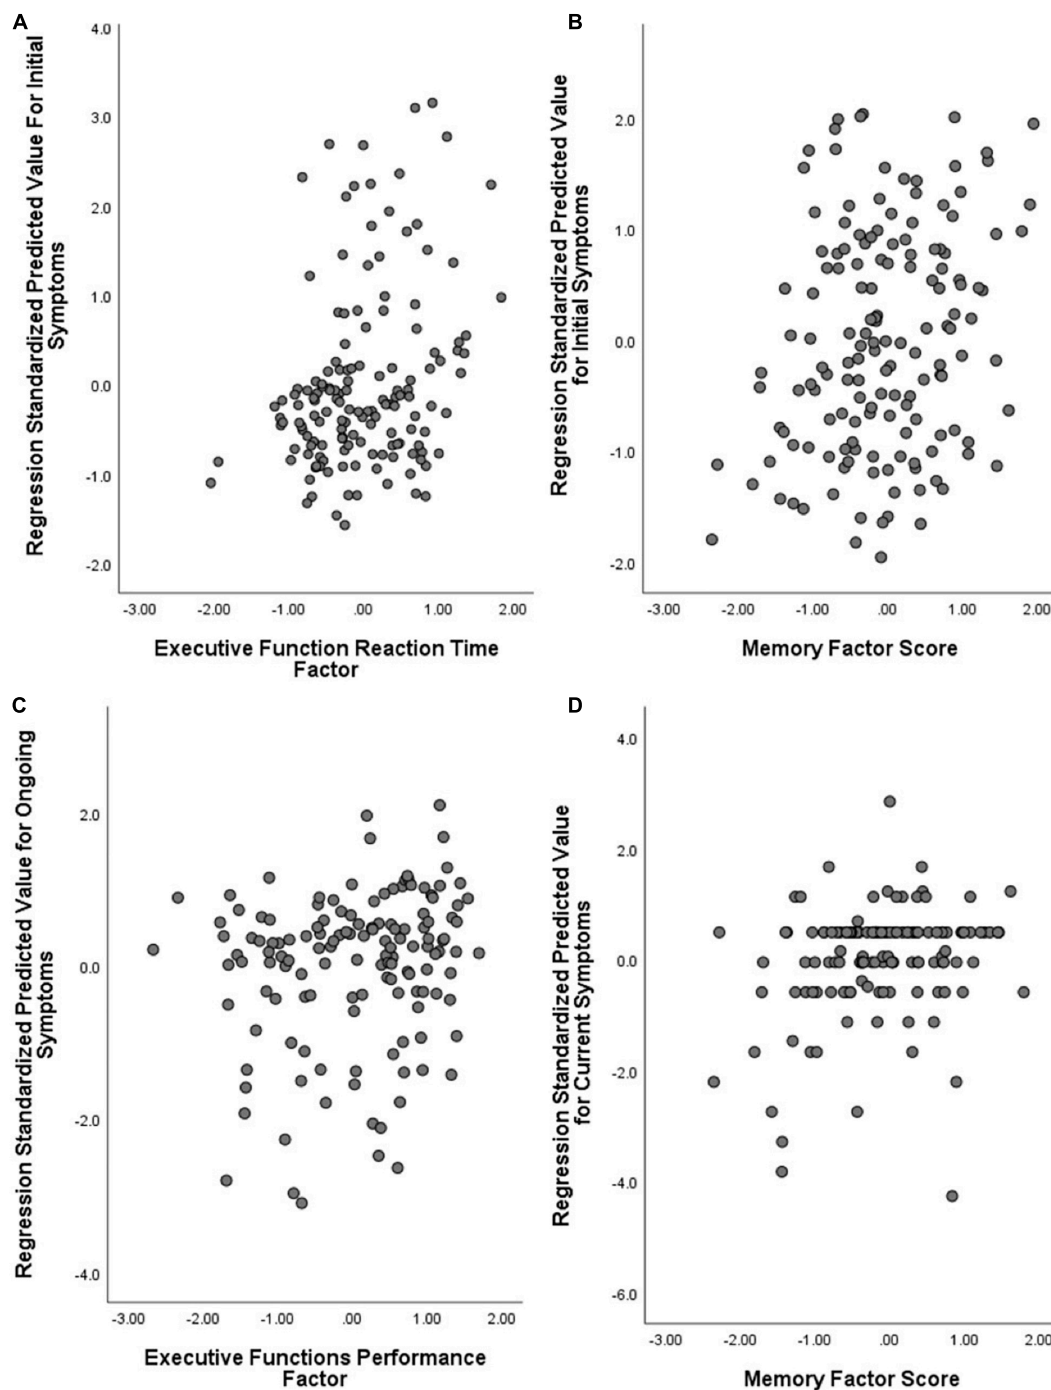 A
Regression Standardized Predicted Value For Initial
Symptoms
4.0
3.0
2.0
1.0
0.0
-1.0
-2.0
-3.00 -2.00 -1.00 .00 1.00 2.00
Executive Function Reaction Time
Factor
B
Regression Standardized Predicted Value
for Initial Symptoms
2.0
1.0
0.0
-1.0
-2.0
-3.00 -2.00 -1.00 .00 1.00 2.00
Memory Factor Score
C
Regression Standardized Predicted Value for Ongoing
Symptoms
2.0
0.0
-2.0
-4.0
-3.00 -2.00 -1.00 .00 1.00 2.00
Executive Functions Performance
Factor
D
Regression Standardized Predicted Value
for Current Symptoms
4.0
2.0
0.0
-2.0
-4.0
-6.0
-3.00 -2.00 -1.00 .00 1.00 2.00
Memory Factor Score